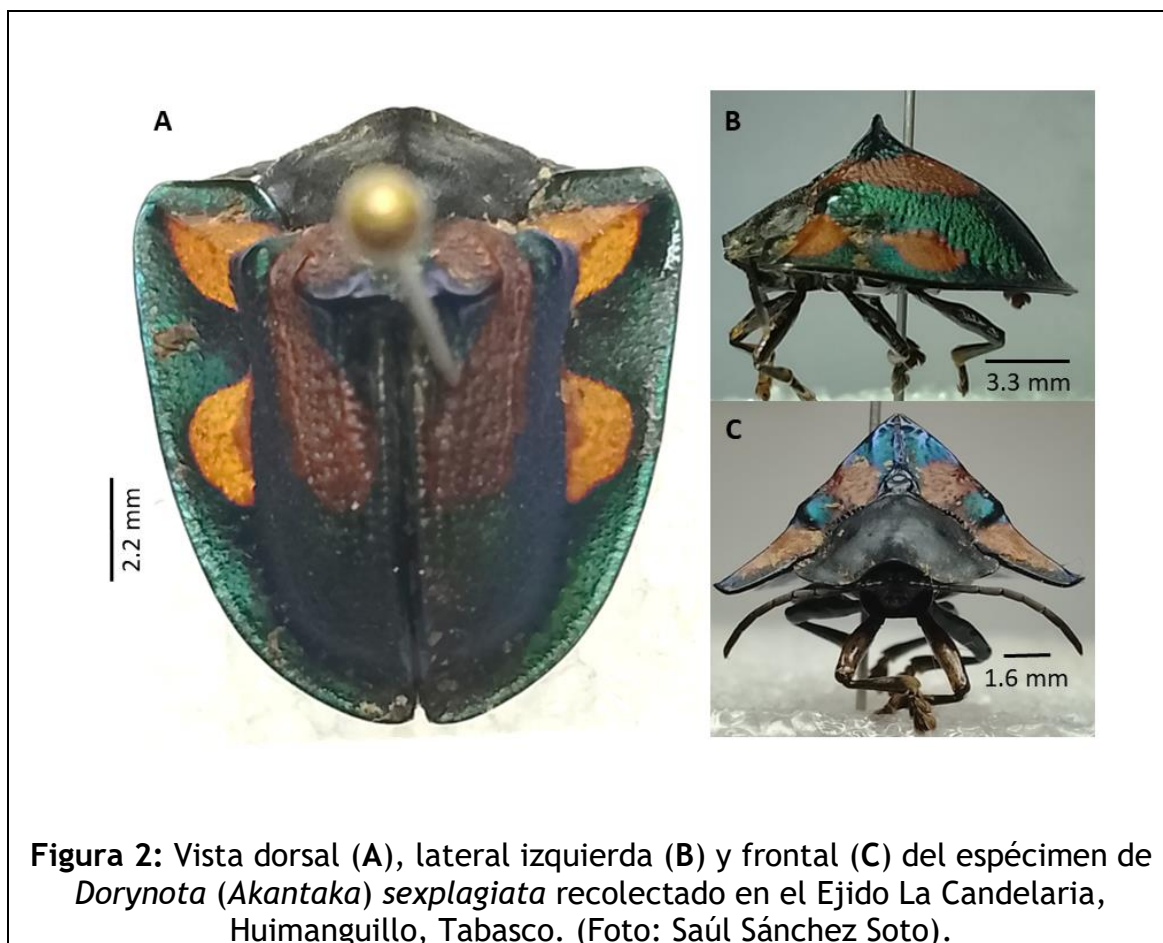 A
B
2.2 mm
3.3 mm
C
1.6 mm
Figura 2: Vista dorsal (A), lateral izquierda (B) y frontal (C) del espécimen de
Dorynota (Akantaka) sexplagiata recolectado en el Ejido La Candelaria,
Huimanguillo, Tabasco. (Foto: Saúl Sánchez Soto).